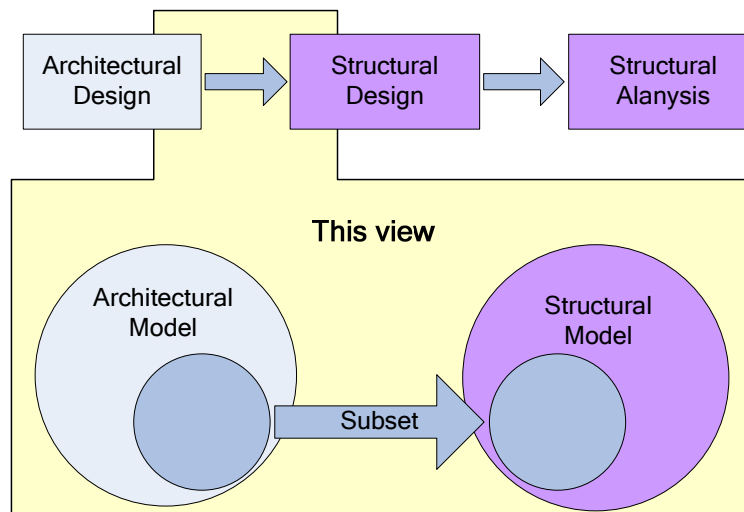 Architectural
Design
Structural
Design
Structural
Alanysis
This view
Architectural
Model
Structural
Model
Subset